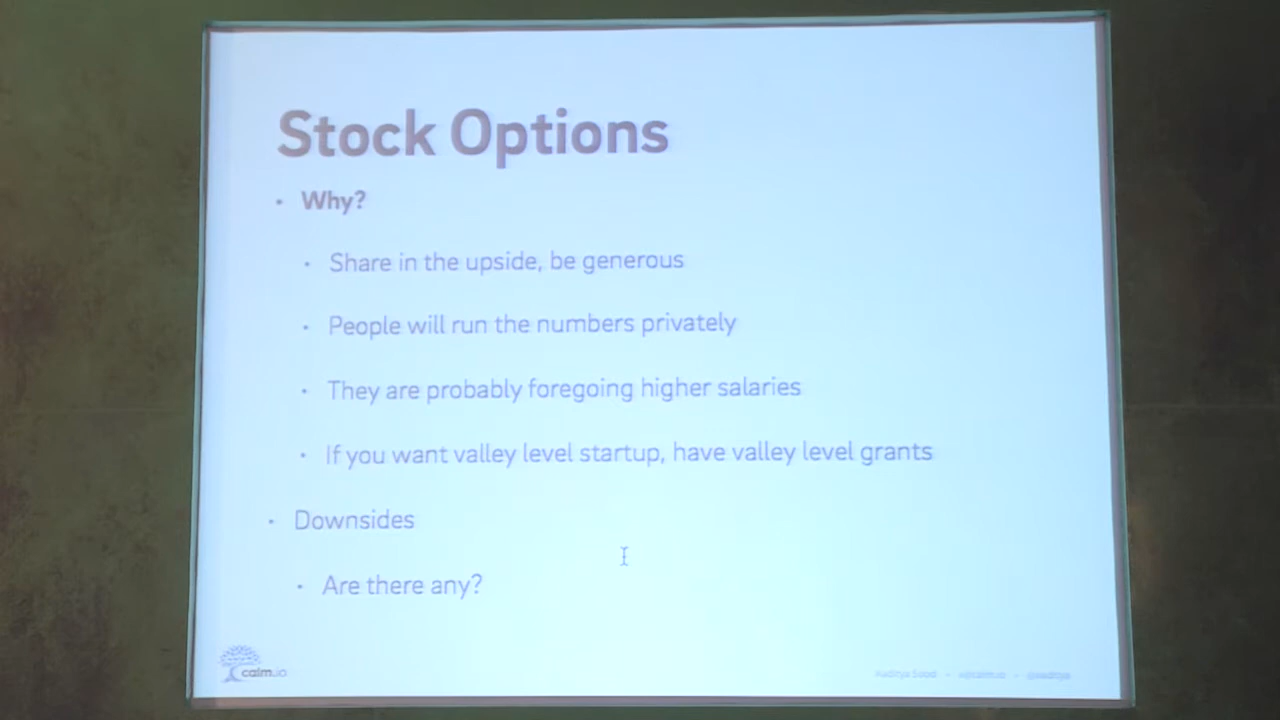 Stock Options
• Why?
• Share in the upside, be generous
• People will run the numbers privately
• They are probably foregoing higher salaries
• If you want valley level startup, have valley level grants
• Downsides
• Are there any?
calm.io